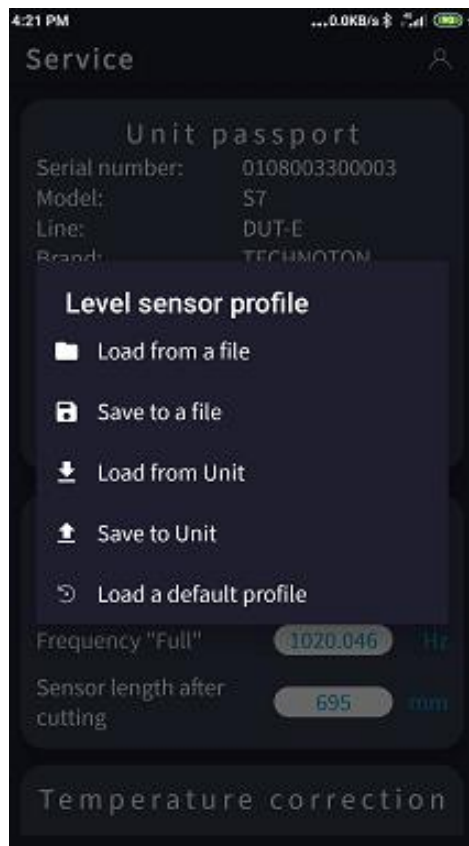 4:21 PM
...0.0KB/s
Service
Unit passport
Serial number: 0108003300003
Model: S7
Line: DUT-E
Brand: TECHNOTON
Level sensor profile
Load from a file
Save to a file
Load from Unit
Save to Unit
Load a default profile
Frequency "Full" 1020.046 Hz
Sensor length after
cutting 695 mm
Temperature correction